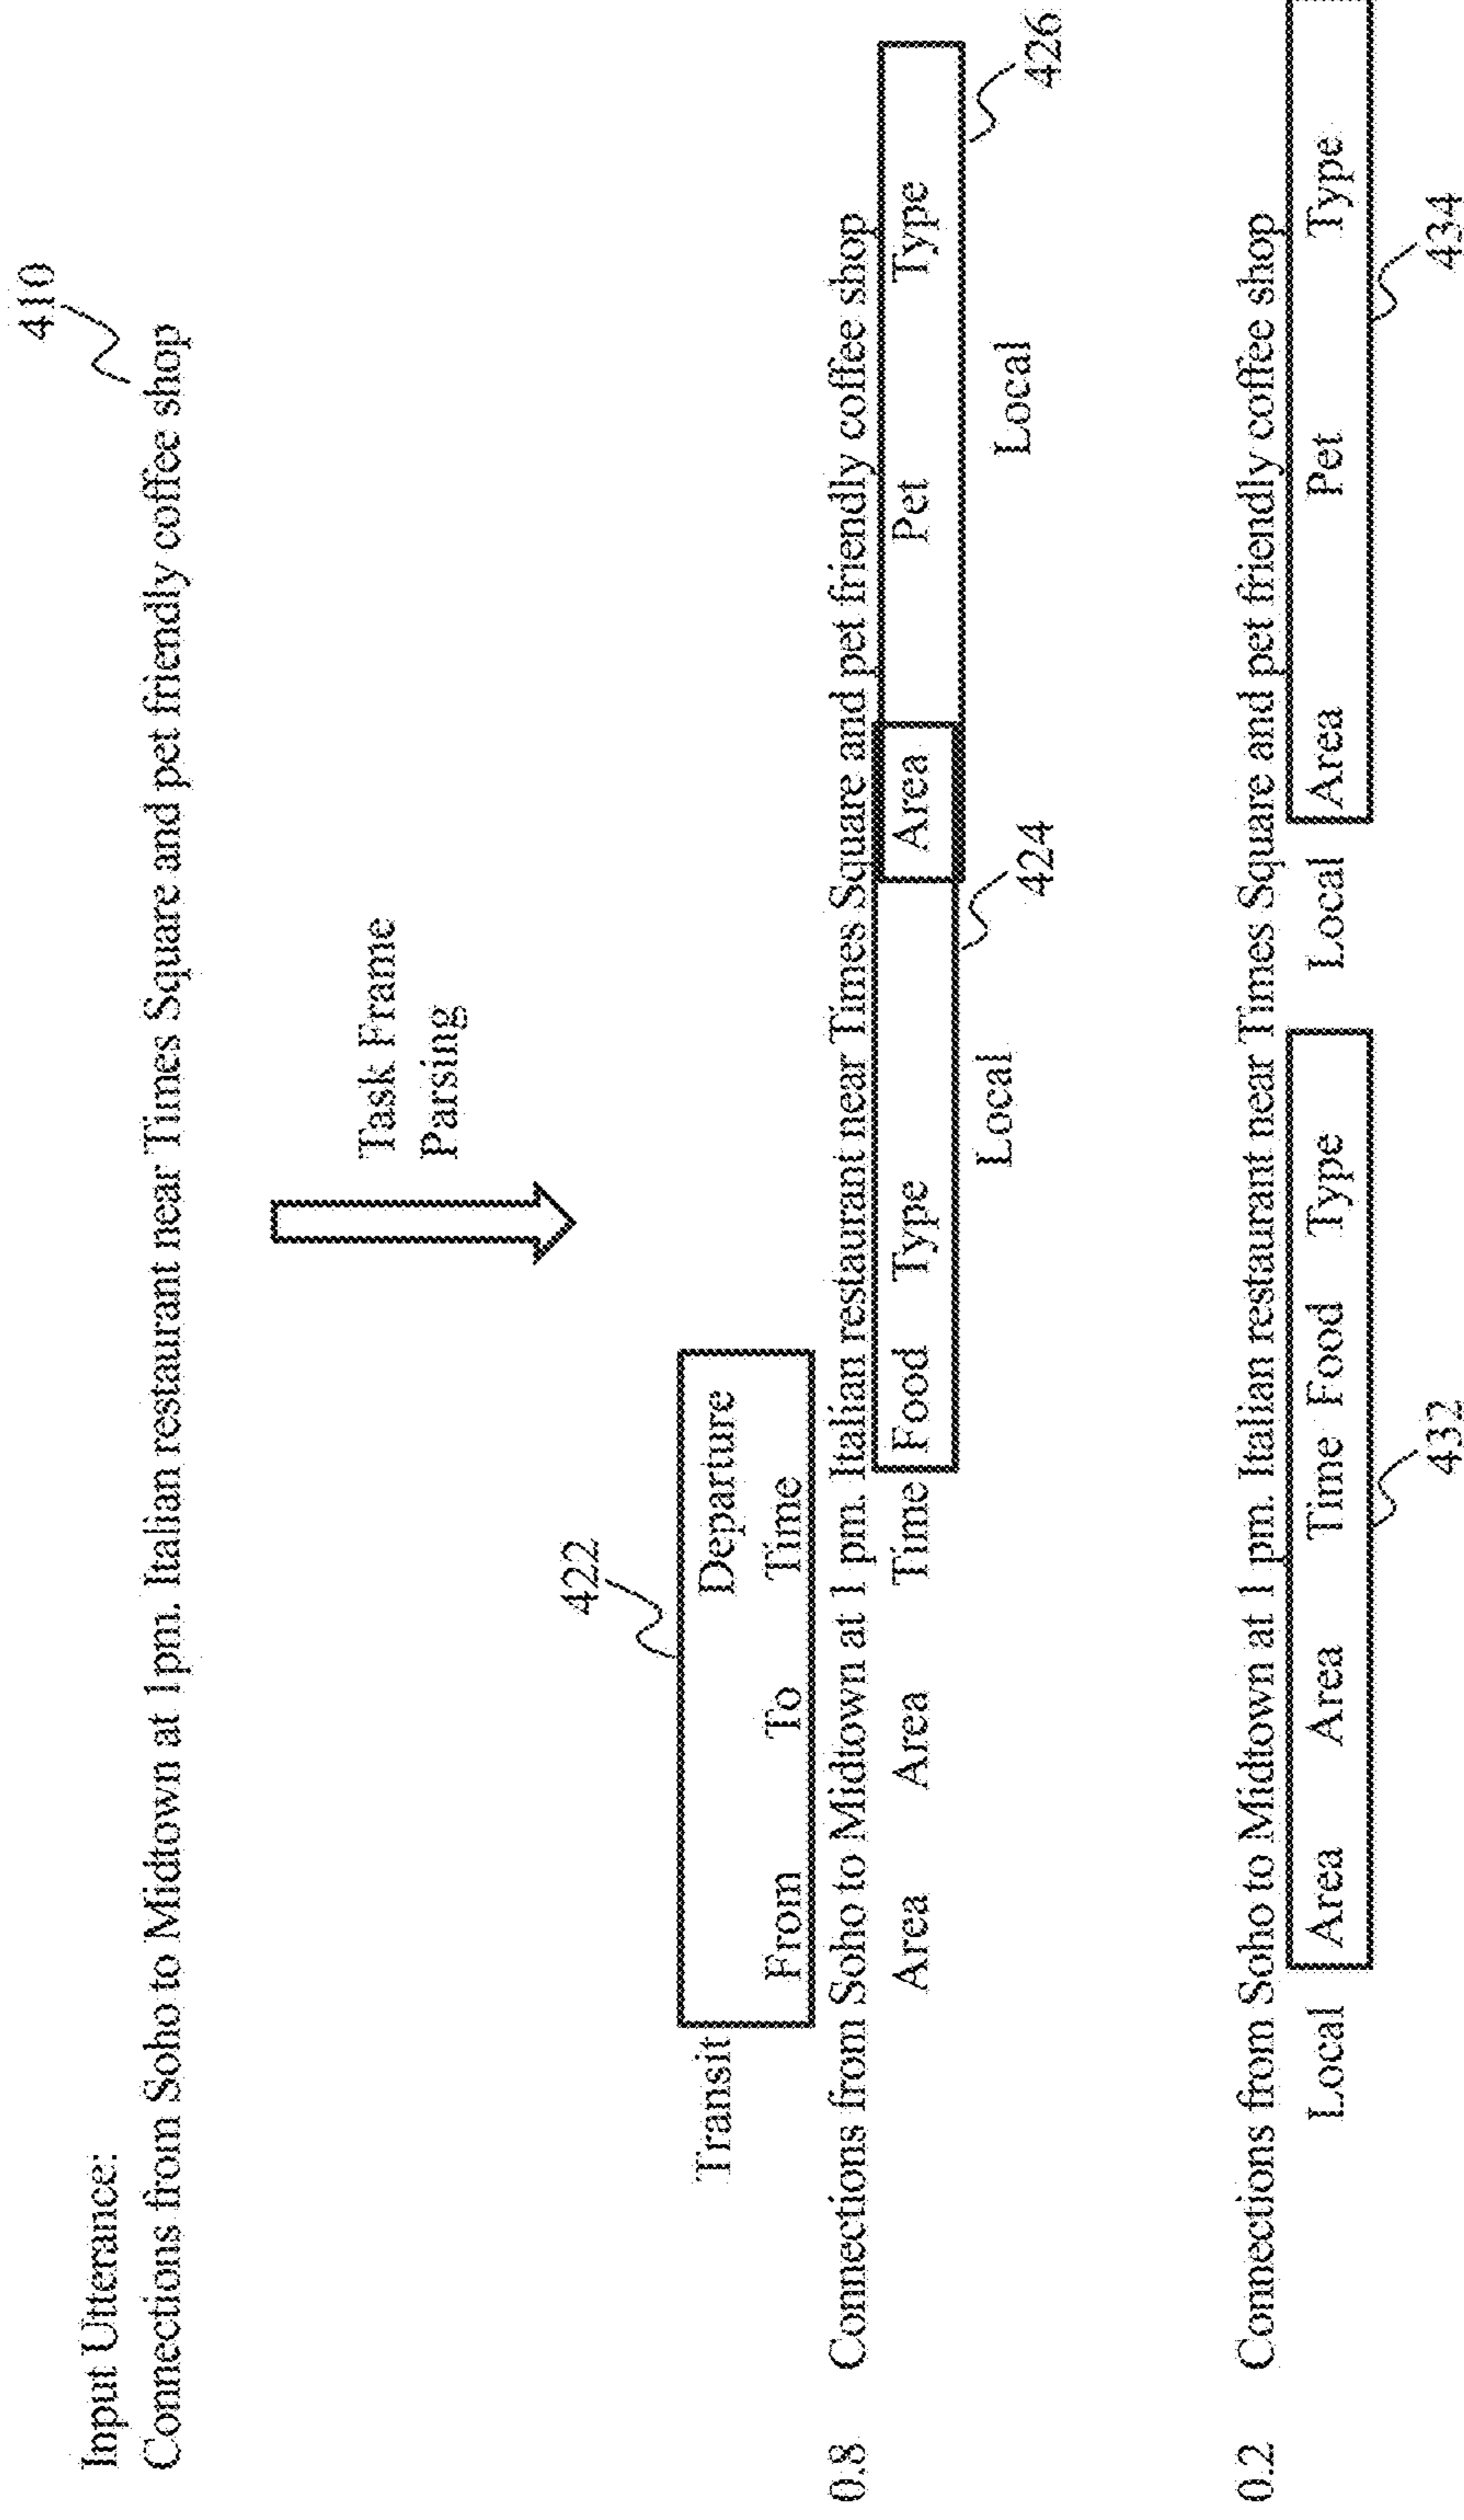 410
Input Utterance:
Connections from Soho to Midtown at 1pm. Italian restaurant near Times Square and pet friendly coffee shop
Task Frame
Parsing
422
Transit Departure
From To Time
0.8 Connections from Soho to Midtown at 1 pm. Italian restaurant near Times Square and pet friendly coffee shop
Area Area Time Food Type Area Pet Type
Local Local
424 426
0.2 Connections from Soho to Midtown at 1 pm. Italian restaurant near Times Square and pet friendly coffee shop
Local Area Area Time Food Type Local Area Pet Type
432 434